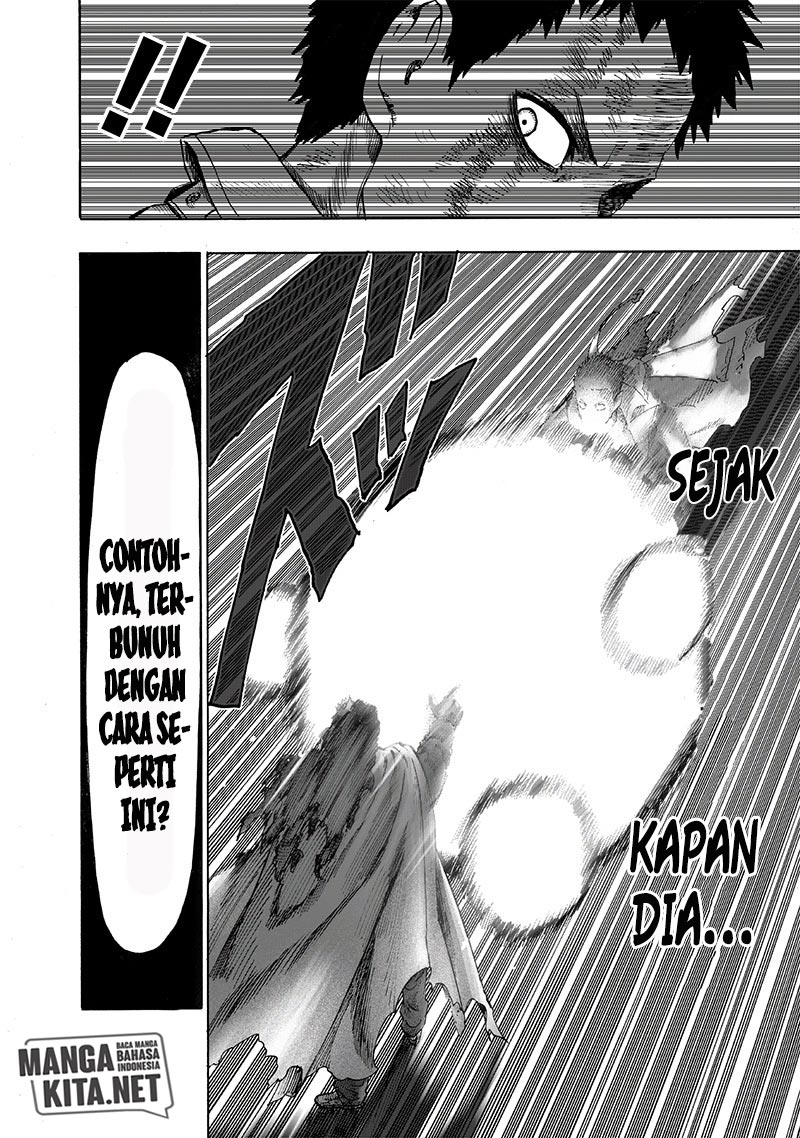 !!
SEJAK
KAPAN
DIA...
CONTOH-
NYA, TER-
BUNUH
DENGAN
CARA SE-
PERTI
INI?
MANGA
KITA.NET
BACA MANGA
BAHASA
INDONESIA